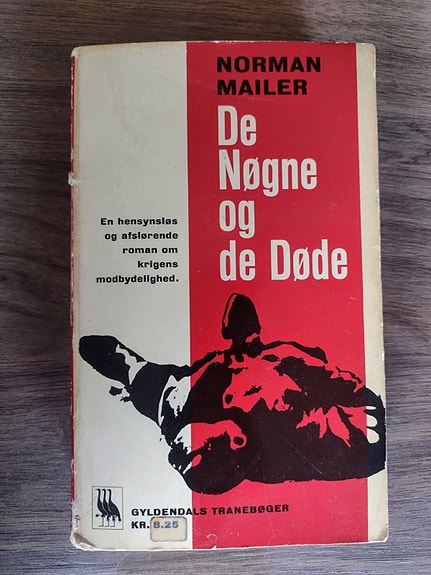 NORMAN
MAILER
De
Nøgne
og
de Døde
En hensynsløs
og afslørende
roman om
krigens
modbydelighed.
GYLDENDALS TRANEBØGER
KR. 8.25